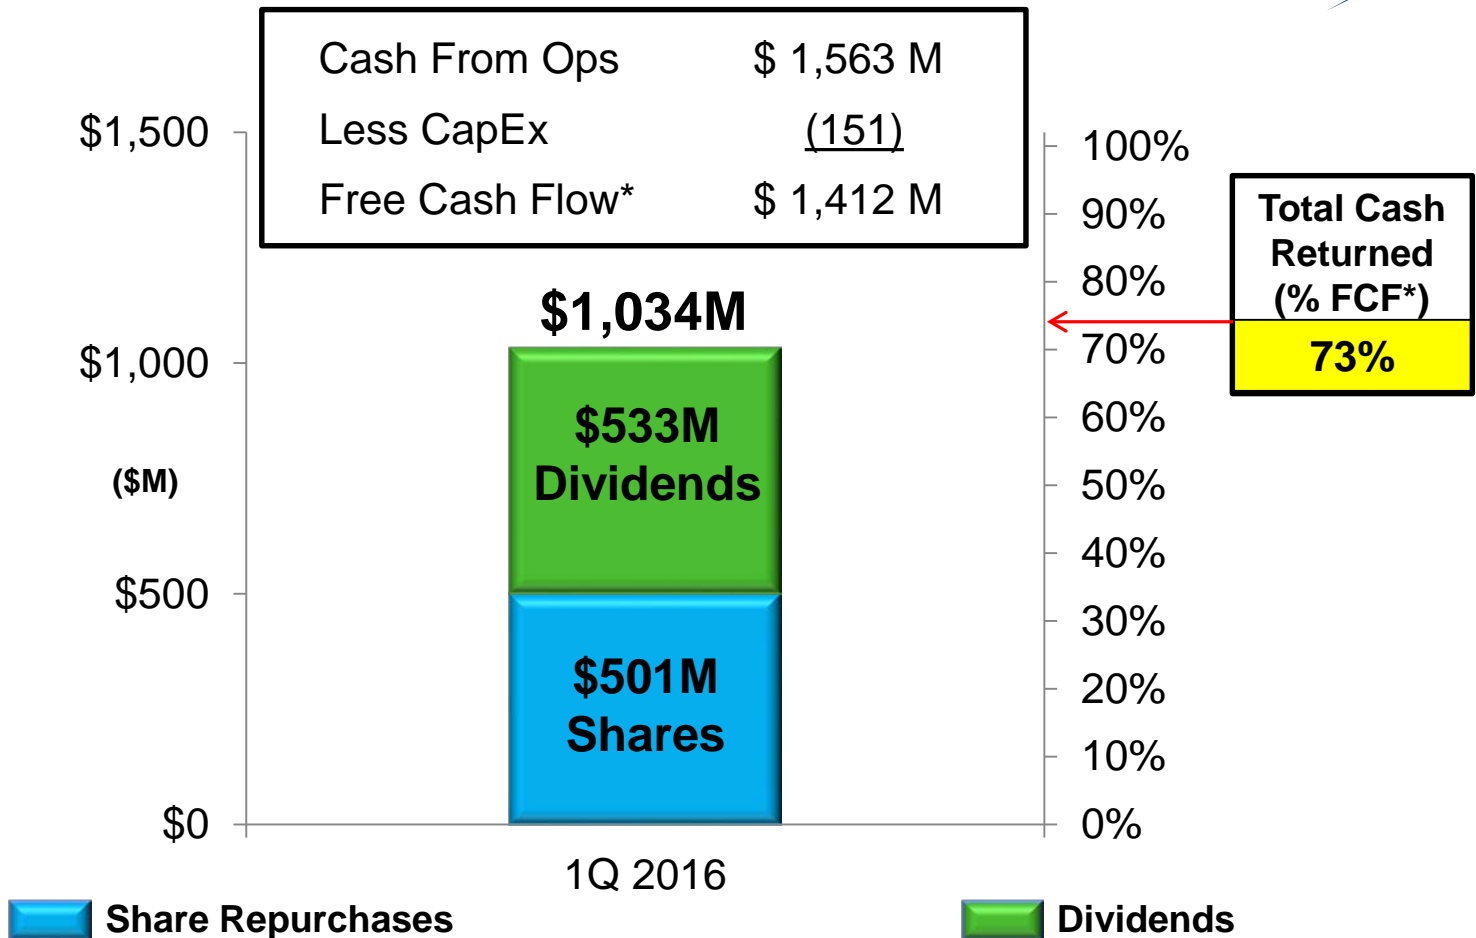 Cash From Ops $ 1,563 M
Less CapEx (151)
Free Cash Flow* $ 1,412 M
$1,500
$1,000
($M)
$500
$0
$1,034M
$533M
Dividends
$501M
Shares
1Q 2016
100%
90%
80%
70%
60%
50%
40%
30%
20%
10%
0%
Total Cash
Returned
(% FCF*)
73%
Share Repurchases
Dividends